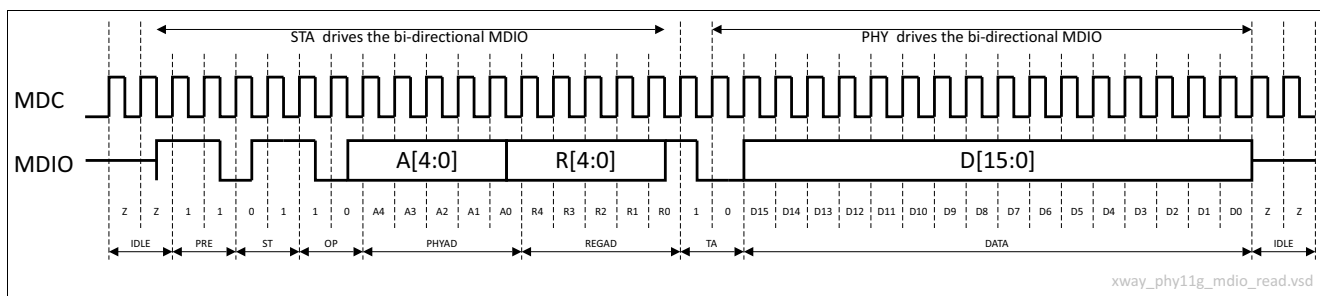 STA drives the bi-directional MDIO PHY drives the bi-directional MDIO
MDC
MDIO A[4:0] R[4:0] D[15:0]
Z Z 1 1 0 1 1 0 A4 A3 A2 A1 A0 R4 R3 R2 R1 R0 1 0 D15 D14 D13 D12 D11 D10 D9 D8 D7 D6 D5 D4 D3 D2 D1 D0 Z Z
IDLE PRE ST OP PHYAD REGAD TA DATA IDLE
xway_phy11g_mdio_read.vsd